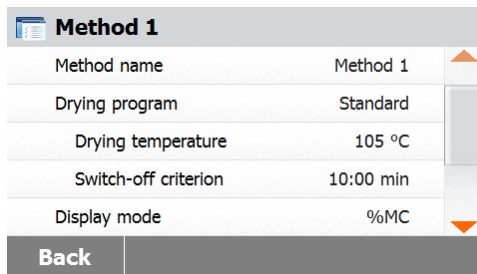 Method 1
Method name Method 1
Drying program Standard
Drying temperature 105 °C
Switch-off criterion 10:00 min
Display mode %MC
Back